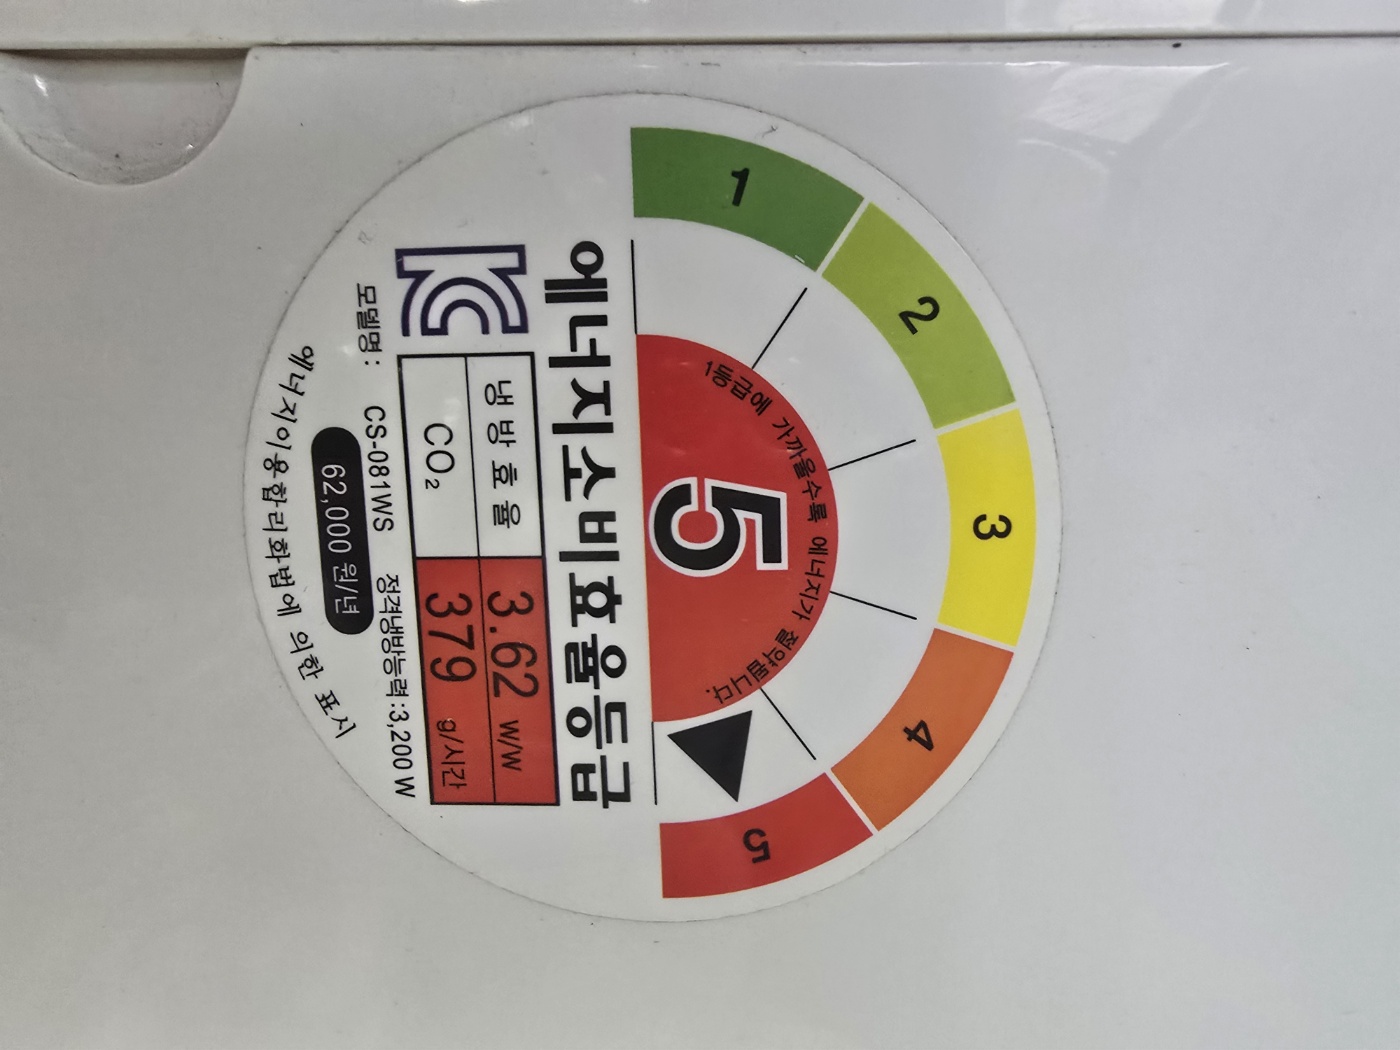 1
2
3
4
5
1등급에 가까울수록 에너지가 절약됩니다.
5
에너지소비효율등급
KC
냉방효율 3.62 W/W
CO₂ 379 g/시간
모델명 : CS-081WS 정격냉방능력:3,200 W
62,000 원/년
에너지이용합리화법에 의한 표시